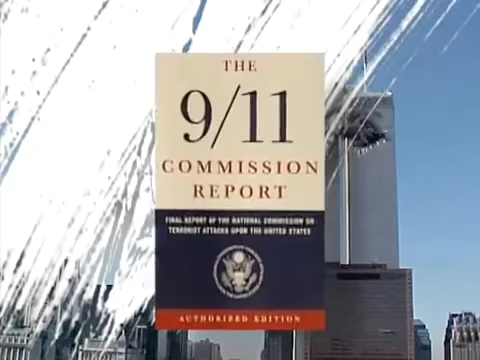 THE
9/11
COMMISSION
REPORT
FINAL REPORT OF THE NATIONAL COMMISSION ON
TERRORIST ATTACKS UPON THE UNITED STATES
AUTHORIZED EDITION